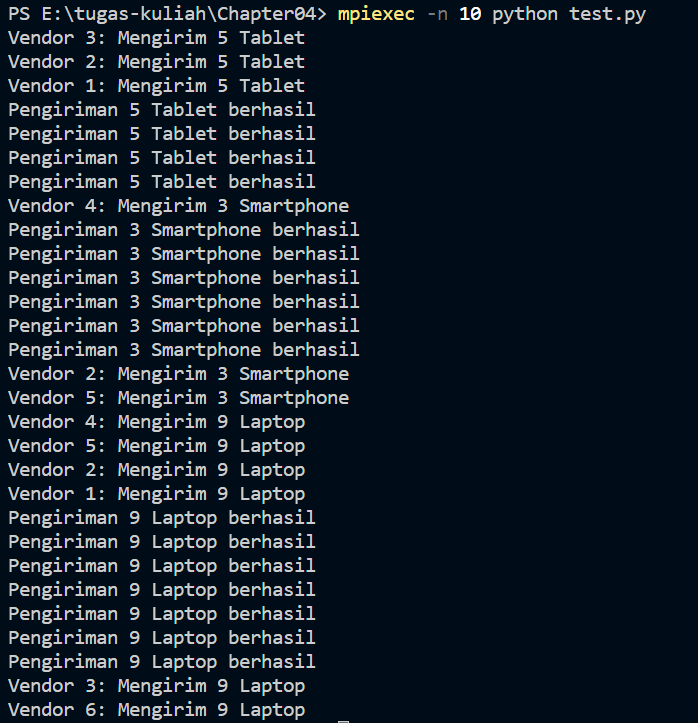 PS E:\tugas-kuliah\Chapter04> mpiexec -n 10 python test.py
Vendor 3: Mengirim 5 Tablet
Vendor 2: Mengirim 5 Tablet
Vendor 1: Mengirim 5 Tablet
Pengiriman 5 Tablet berhasil
Pengiriman 5 Tablet berhasil
Pengiriman 5 Tablet berhasil
Pengiriman 5 Tablet berhasil
Vendor 4: Mengirim 3 Smartphone
Pengiriman 3 Smartphone berhasil
Pengiriman 3 Smartphone berhasil
Pengiriman 3 Smartphone berhasil
Pengiriman 3 Smartphone berhasil
Pengiriman 3 Smartphone berhasil
Pengiriman 3 Smartphone berhasil
Vendor 2: Mengirim 3 Smartphone
Vendor 5: Mengirim 3 Smartphone
Vendor 4: Mengirim 9 Laptop
Vendor 5: Mengirim 9 Laptop
Vendor 2: Mengirim 9 Laptop
Vendor 1: Mengirim 9 Laptop
Pengiriman 9 Laptop berhasil
Pengiriman 9 Laptop berhasil
Pengiriman 9 Laptop berhasil
Pengiriman 9 Laptop berhasil
Pengiriman 9 Laptop berhasil
Pengiriman 9 Laptop berhasil
Pengiriman 9 Laptop berhasil
Vendor 3: Mengirim 9 Laptop
Vendor 6: Mengirim 9 Laptop